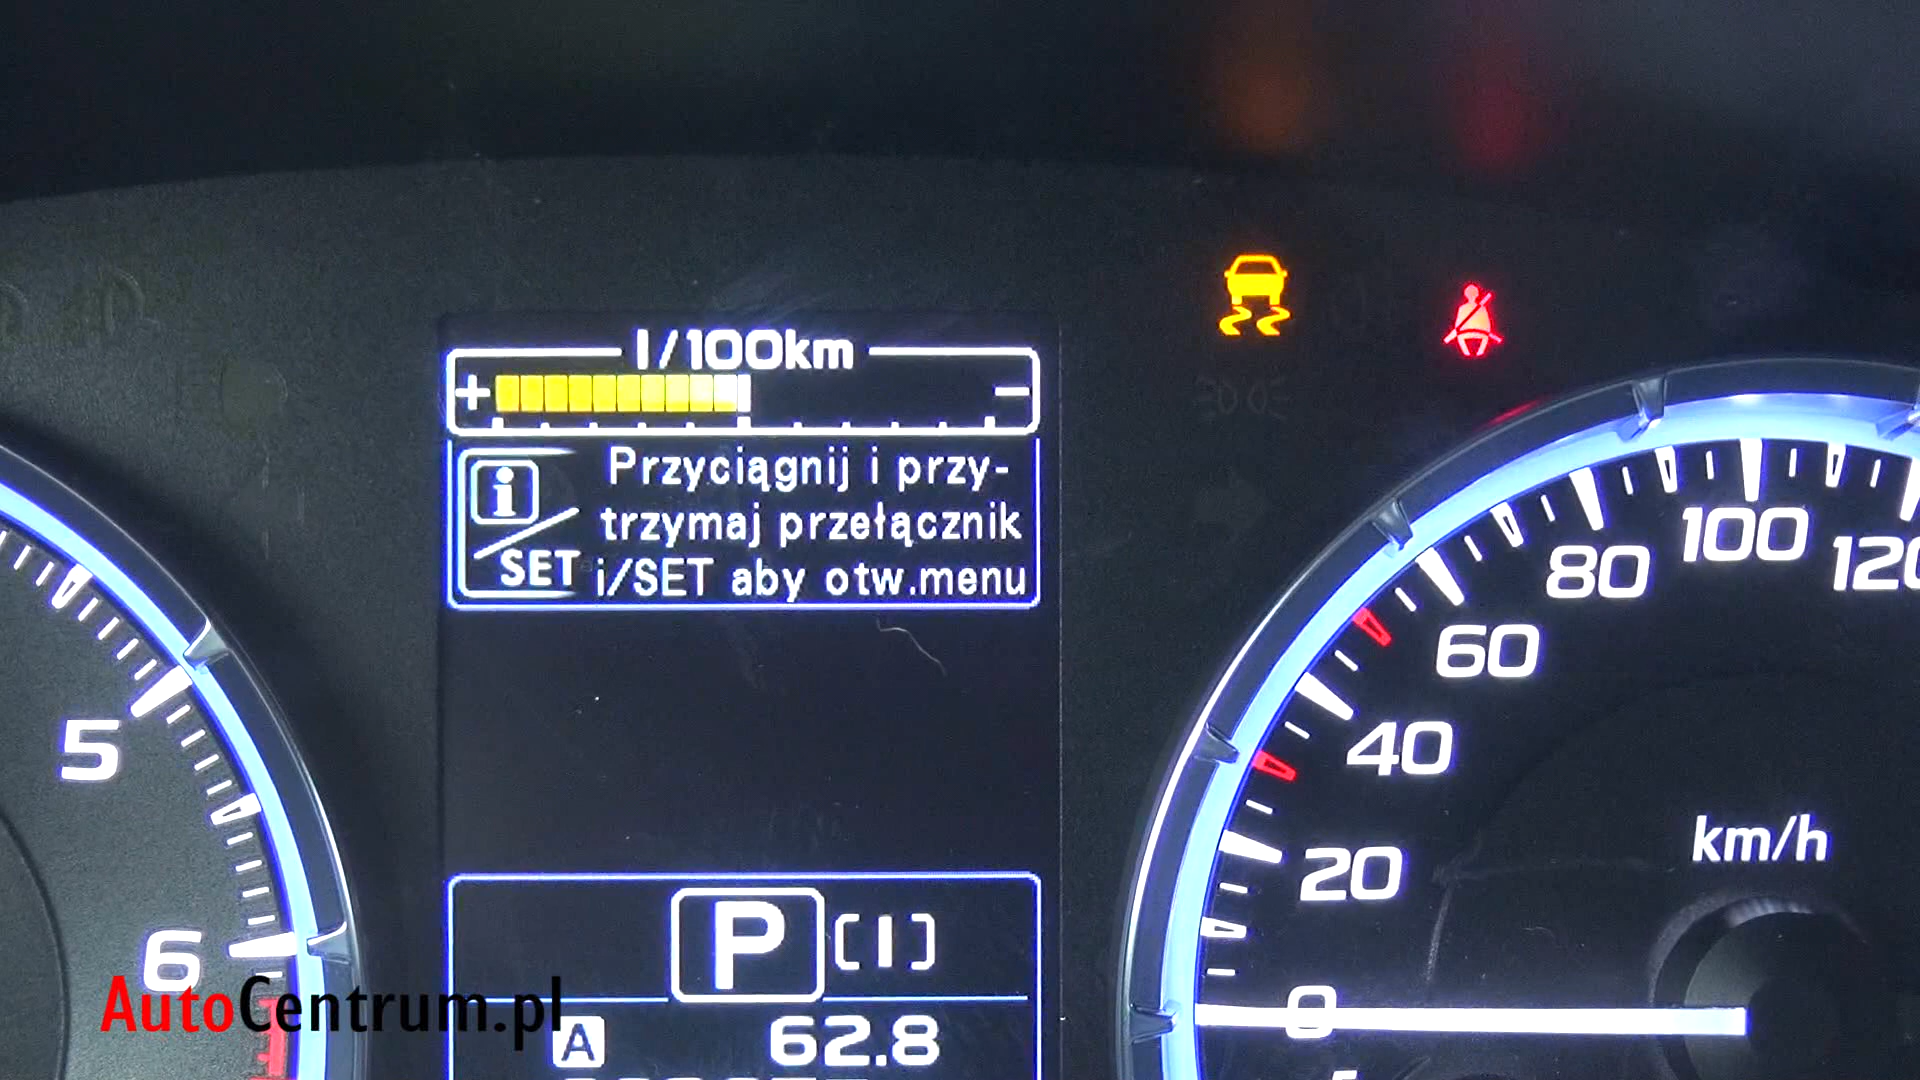 l/100km
+ −
i Przyciągnij i przy-
trzymaj przełącznik
SET i/SET aby otw.menu
5
6
120
100
80
60
40
20
0
km/h
P (I)
A 62.8
AutoCentrum.pl